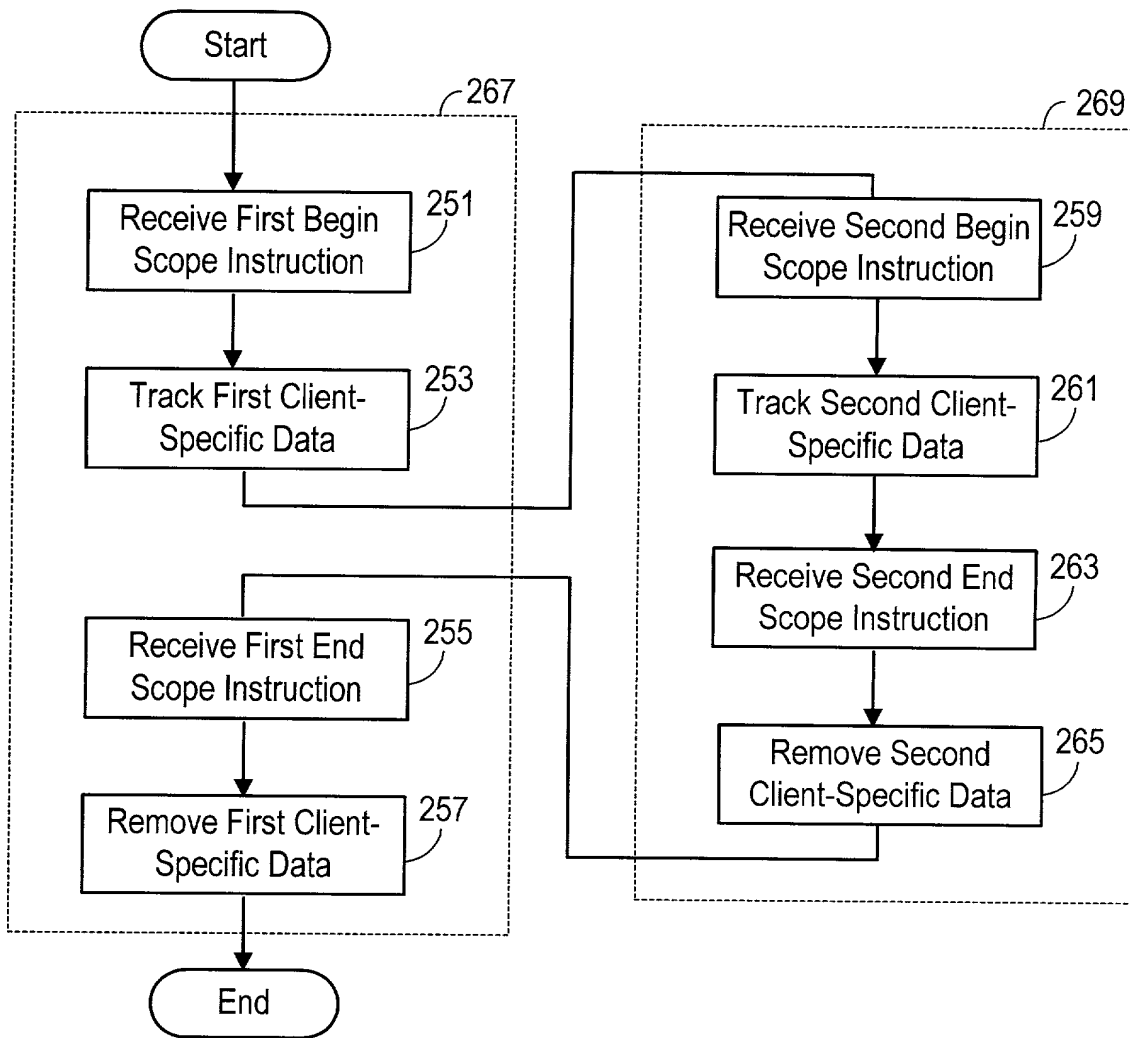 Start
267
Receive First Begin
Scope Instruction
251
Track First Client-
Specific Data
253
Receive First End
Scope Instruction
255
Remove First Client-
Specific Data
257
End
269
Receive Second Begin
Scope Instruction
259
Track Second Client-
Specific Data
261
Receive Second End
Scope Instruction
263
Remove Second
Client-Specific Data
265